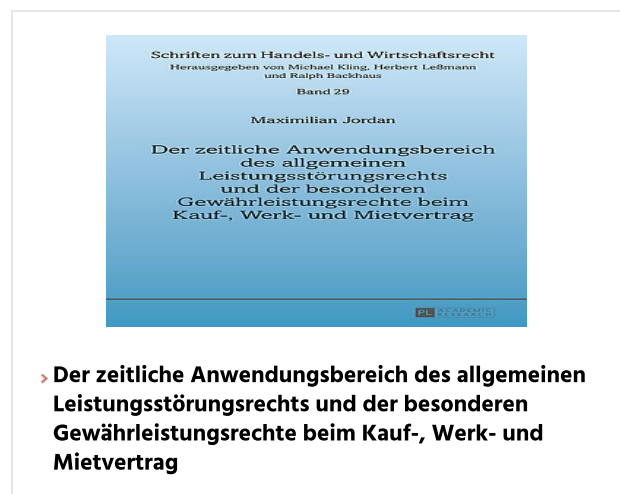 Schriften zum Handels- und Wirtschaftsrecht
Herausgegeben von Michael Kling, Herbert Leßmann
und Ralph Backhaus
Band 29
Maximilian Jordan
Der zeitliche Anwendungsbereich
des allgemeinen
Leistungsstörungsrechts
und der besonderen
Gewährleistungsrechte beim
Kauf-, Werk- und Mietvertrag
PL ACADEMIC
RESEARCH
Der zeitliche Anwendungsbereich des allgemeinen
Leistungsstörungsrechts und der besonderen
Gewährleistungsrechte beim Kauf-, Werk- und
Mietvertrag